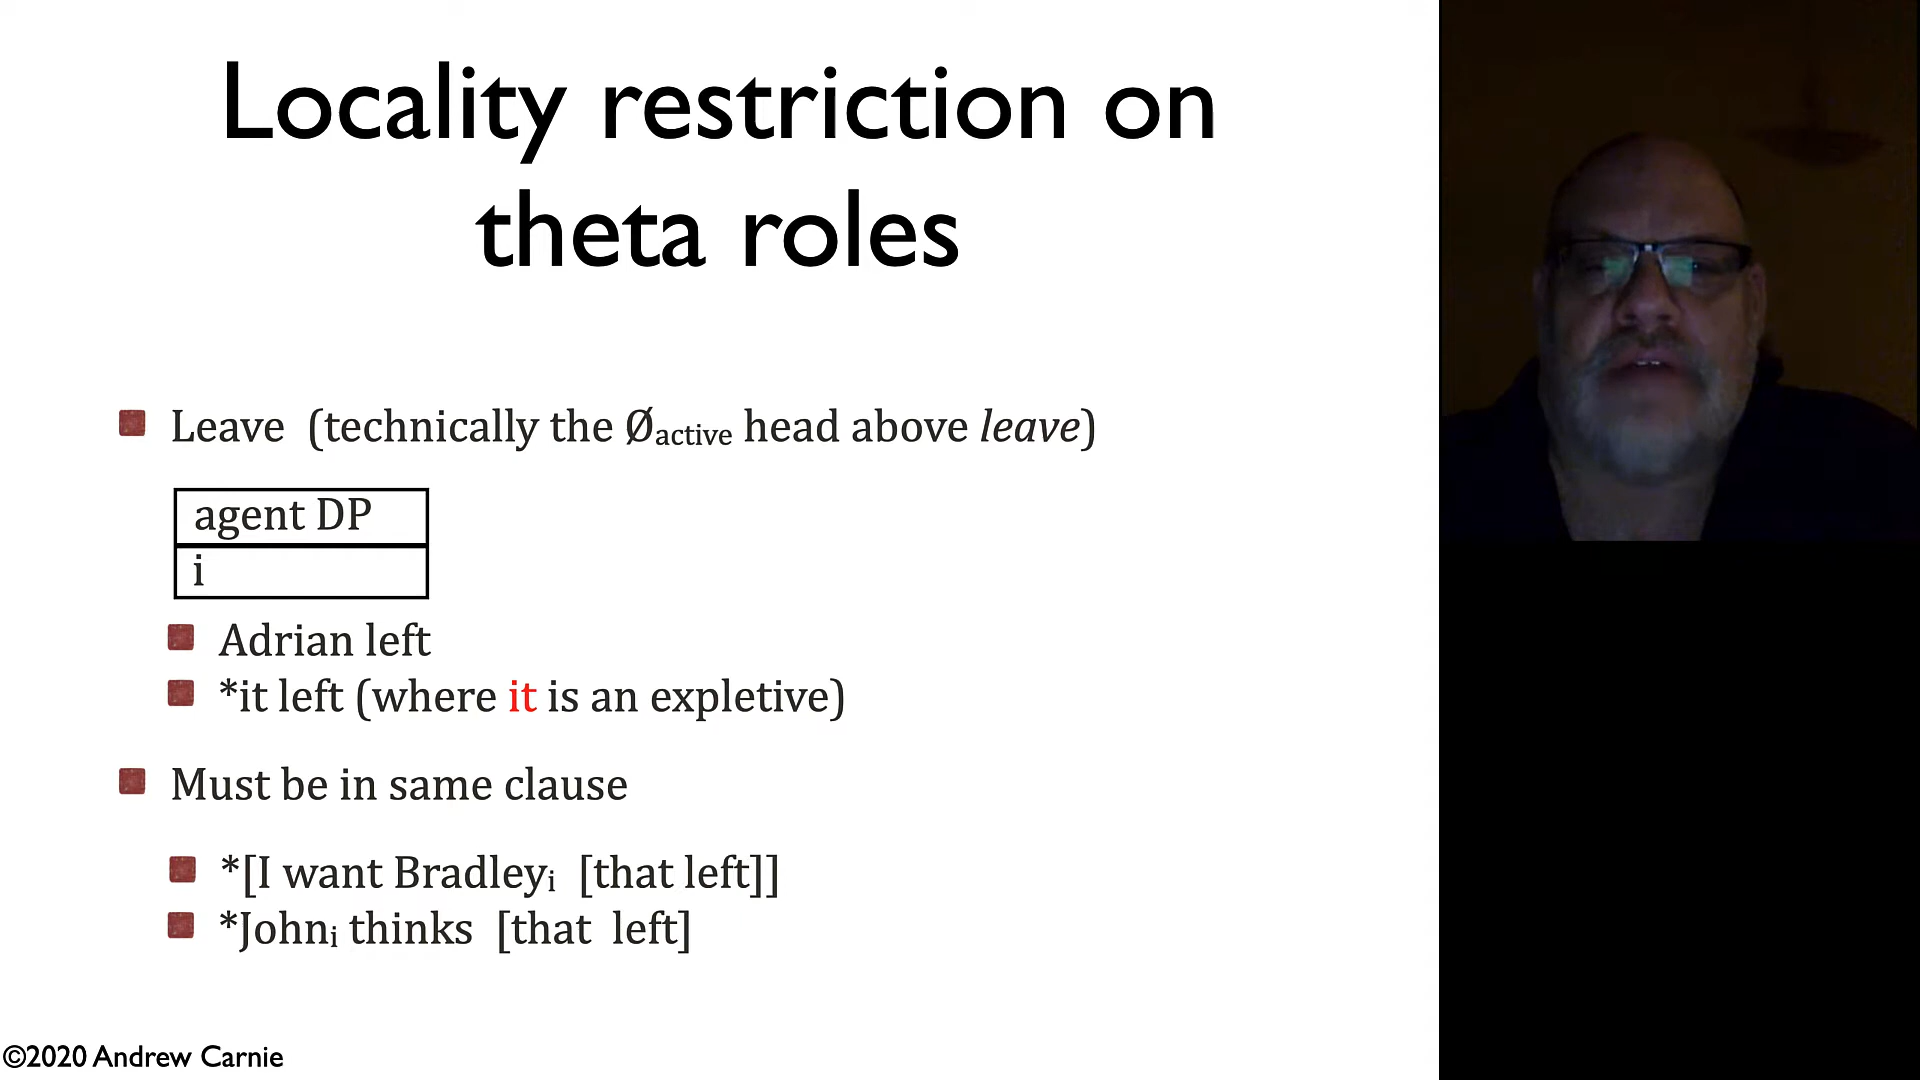 Locality restriction on
theta roles
Leave (technically the Øactive head above leave)
agent DP
i
Adrian left
*it left (where it is an expletive)
Must be in same clause
*[I want Bradleyi [that left]]
*Johni thinks [that left]
©2020 Andrew Carnie